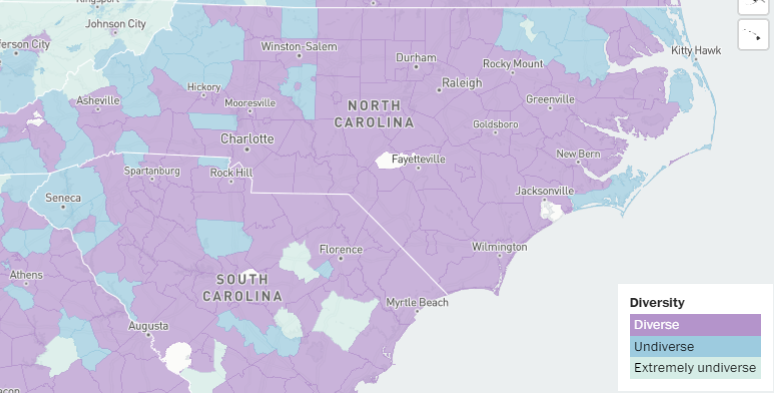 Johnson City
Kitty Hawk
Winston-Salem
Durham
Rocky Mount
Hickory
Raleigh
Asheville
Mooresville
NORTH
CAROLINA
Greenville
Goldsboro
Charlotte
Fayetteville
New Bern
Spartanburg
Rock Hill
Jacksonville
Seneca
Florence
Wilmington
Athens
SOUTH
CAROLINA
Myrtle Beach
Augusta
Diversity
Diverse
Undiverse
Extremely undiverse